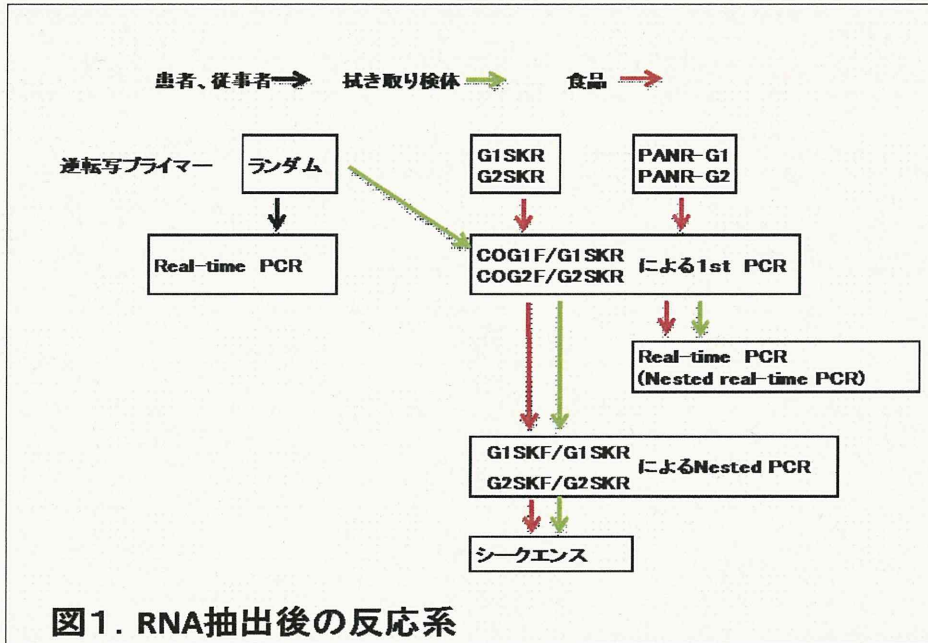 患者、従事者 拭き取り検体 食品
逆転写プライマー ランダム
G1SKR
G2SKR
PANR-G1
PANR-G2
Real-time PCR
COG1F/G1SKR
COG2F/G2SKR
による1st PCR
Real-time PCR
(Nested real-time PCR)
G1SKF/G1SKR
G2SKF/G2SKR
によるNested PCR
シークエンス
図1. RNA抽出後の反応系